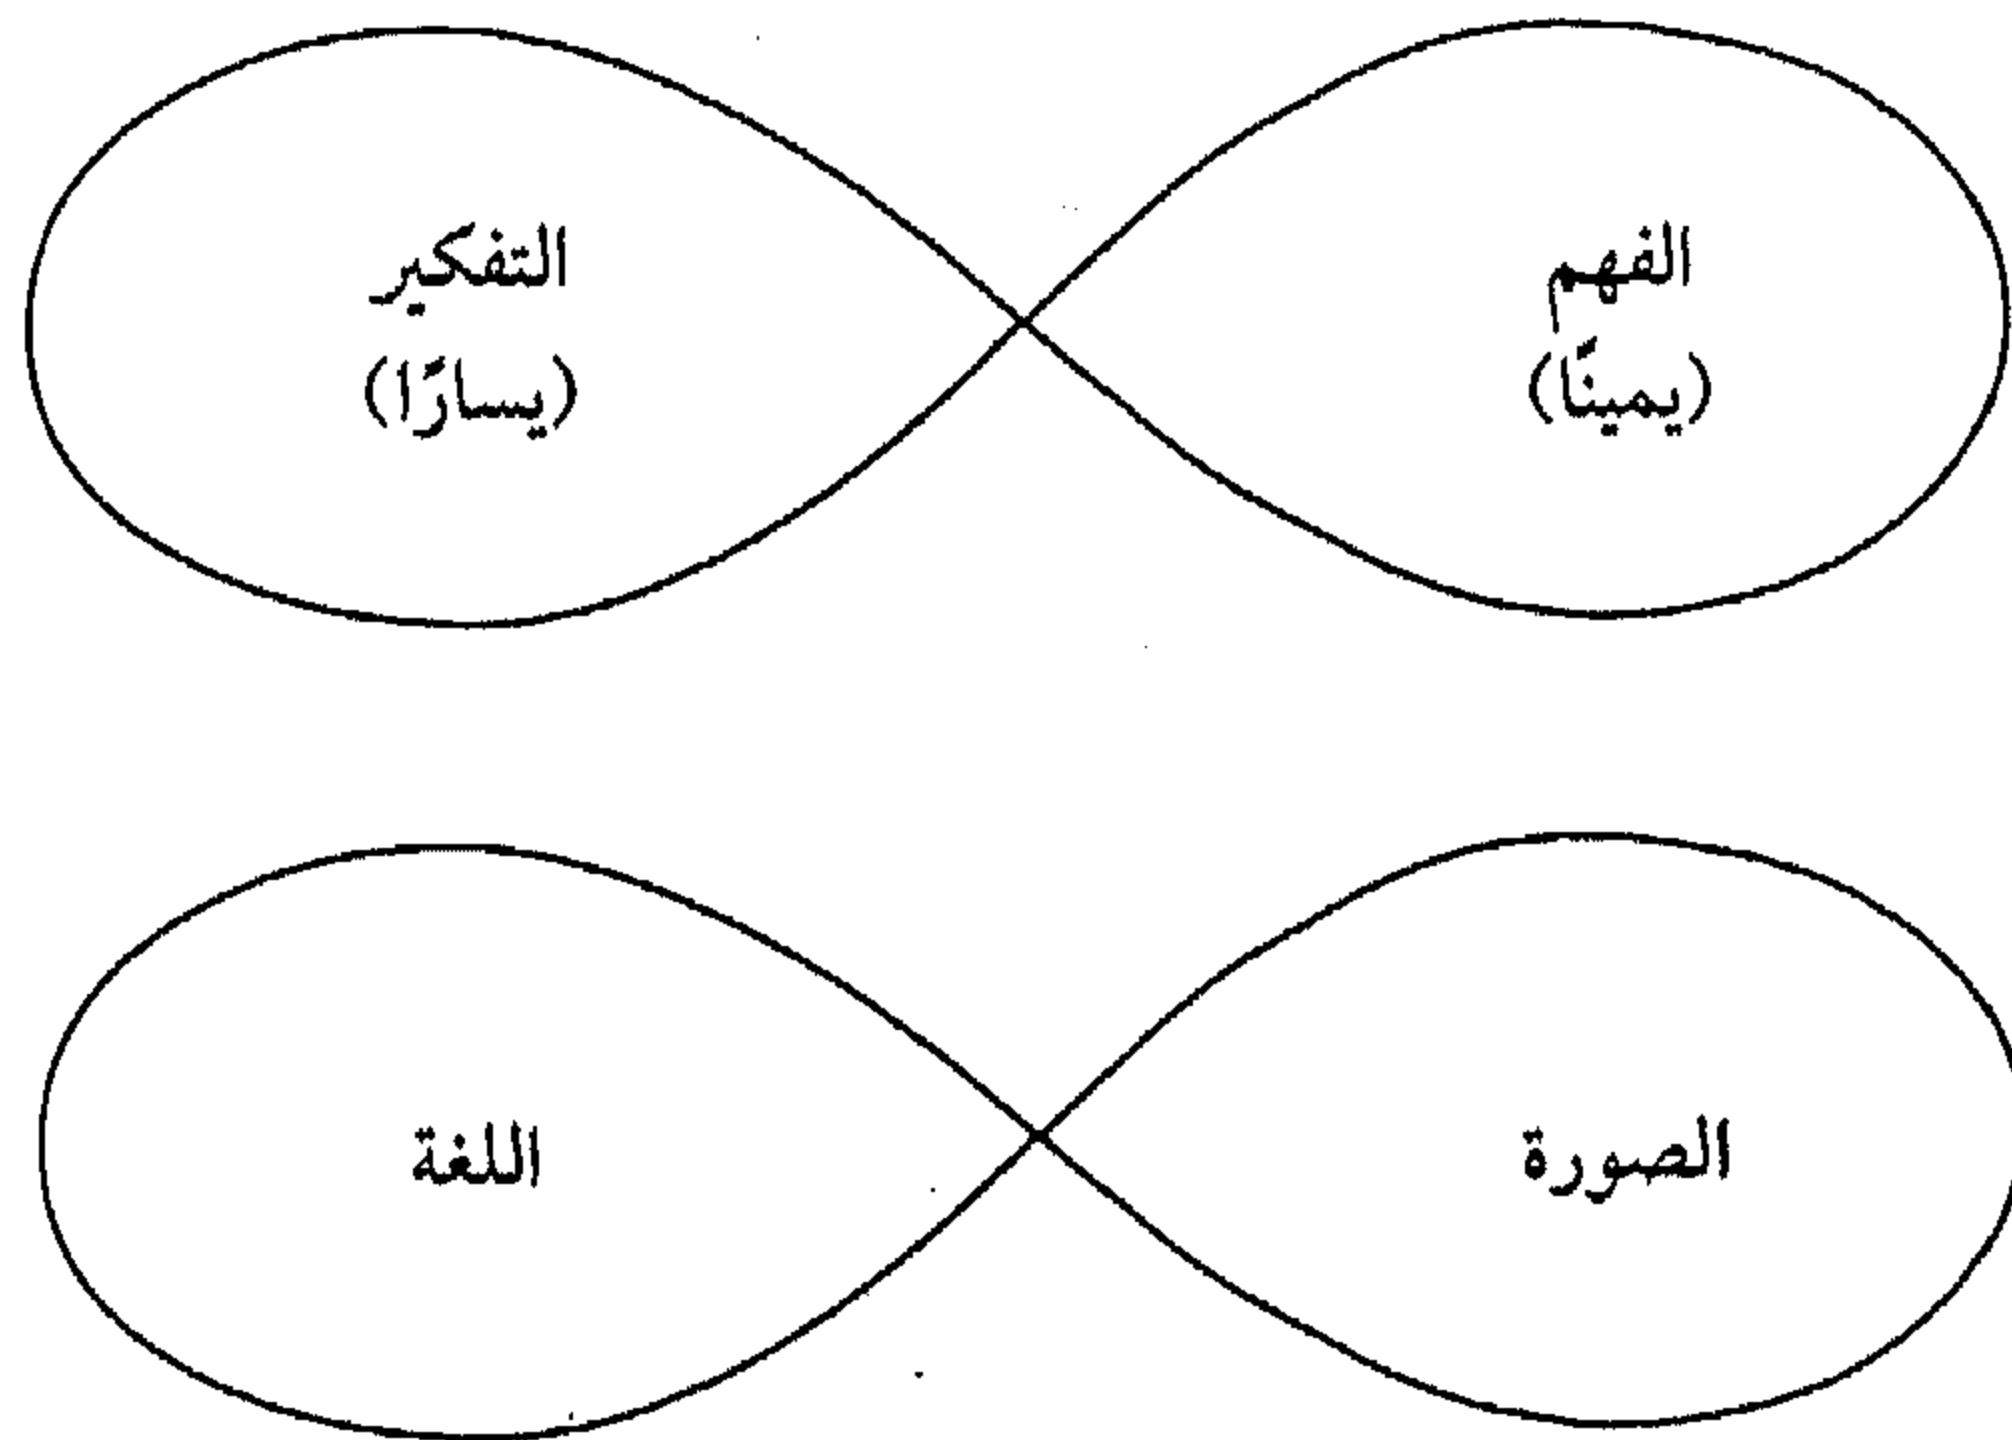 الفهم
(يمينًا)
التفكير
(يسارًا)
الصورة
اللغة